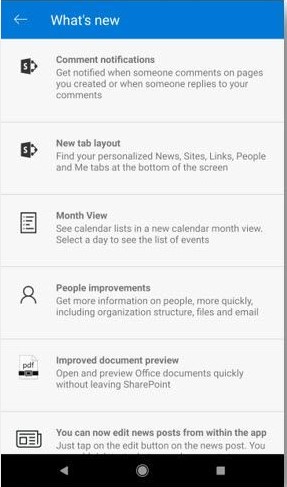 What's new
Comment notifications
Get notified when someone comments on pages
you created or when someone replies to your
comments
New tab layout
Find your personalized News, Sites, Links, People
and Me tabs at the bottom of the screen
Month View
See calendar lists in a new calendar month view.
Select a day to see the list of events
People improvements
Get more information on people, more quickly,
including organization structure, files and email
pdf
Improved document preview
Open and preview Office documents quickly
without leaving SharePoint
You can now edit news posts from within the app
Just tap on the edit button on the news post. You